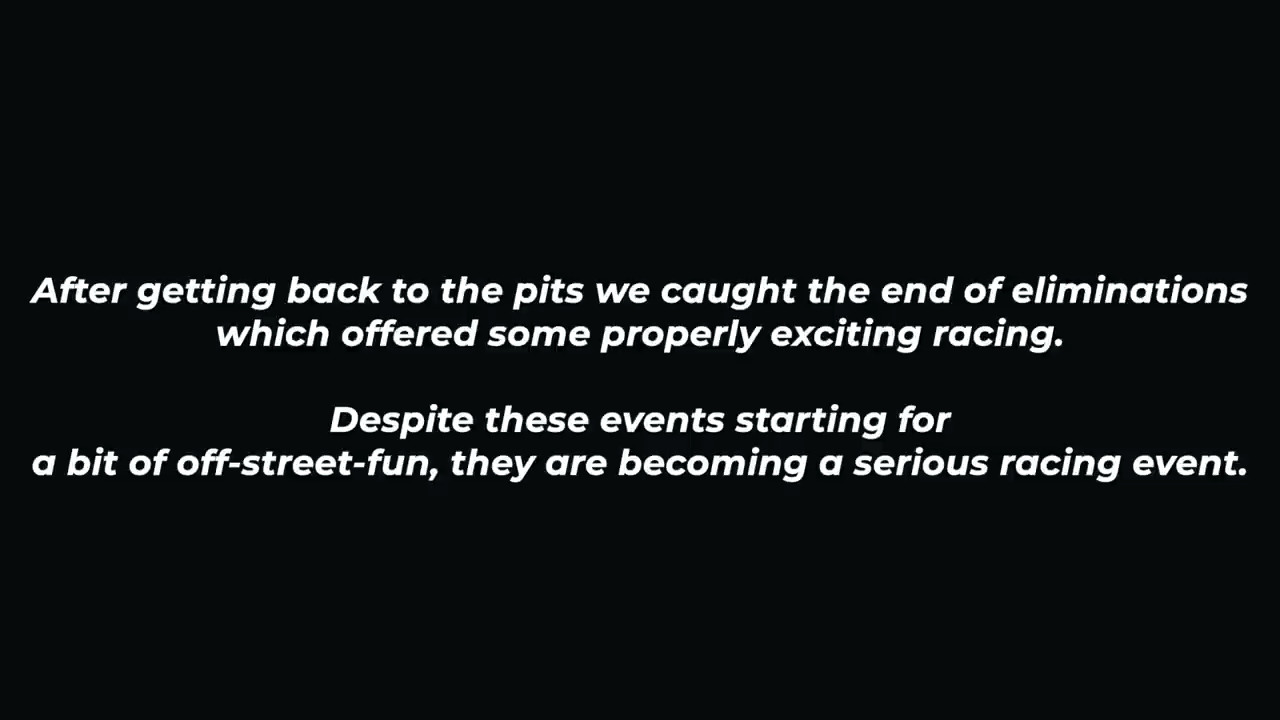 After getting back to the pits we caught the end of eliminations
which offered some properly exciting racing.
Despite these events starting for
a bit of off-street-fun, they are becoming a serious racing event.